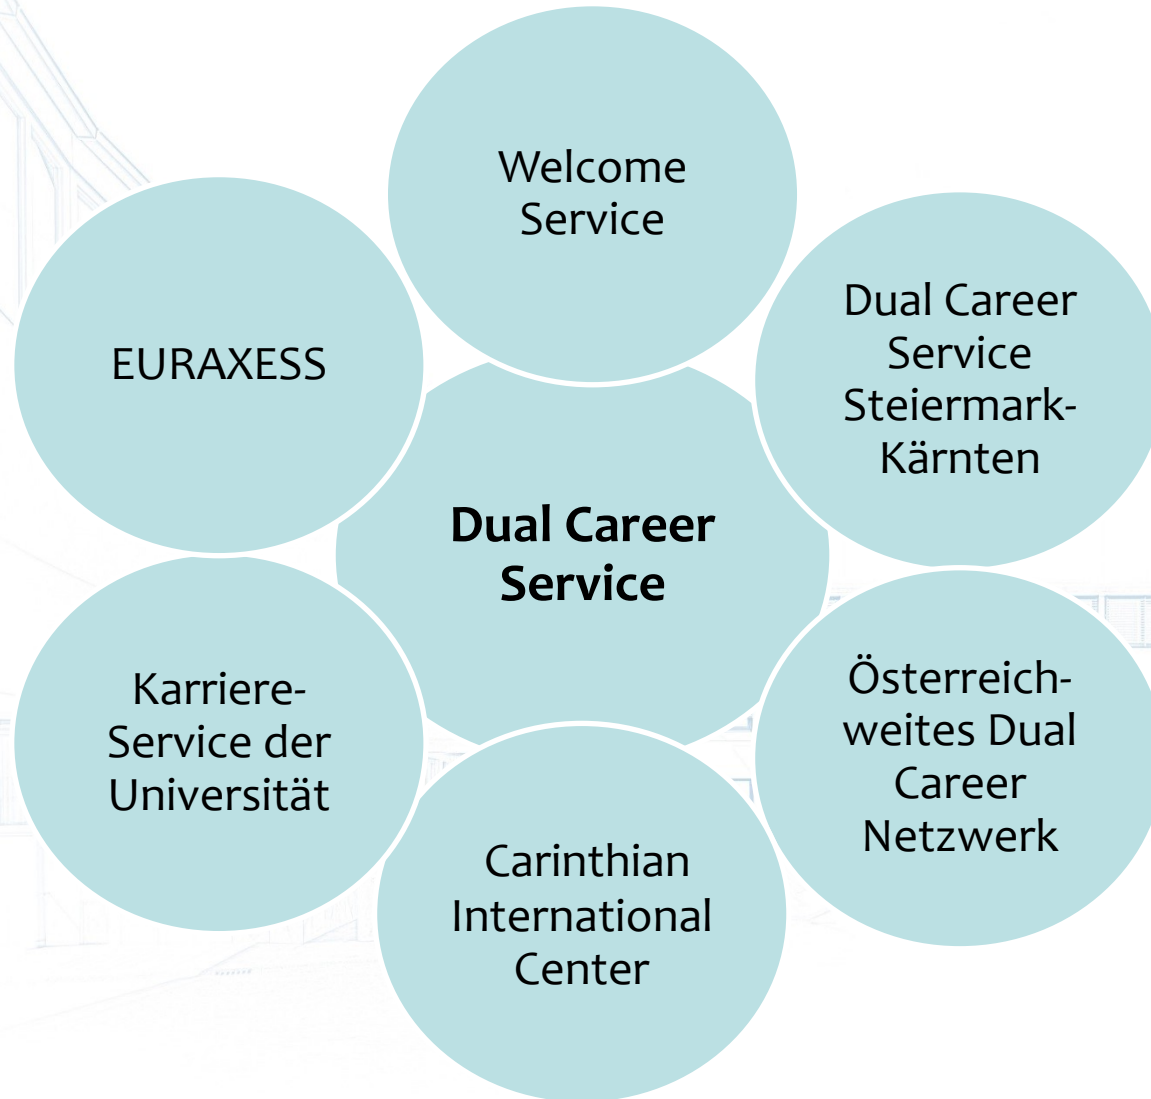 Welcome
Service
Dual Career
Service
Steiermark-
Kärnten
EURAXESS
Dual Career
Service
Österreich-
weites Dual
Career
Netzwerk
Karriere-
Service der
Universität
Carinthian
International
Center